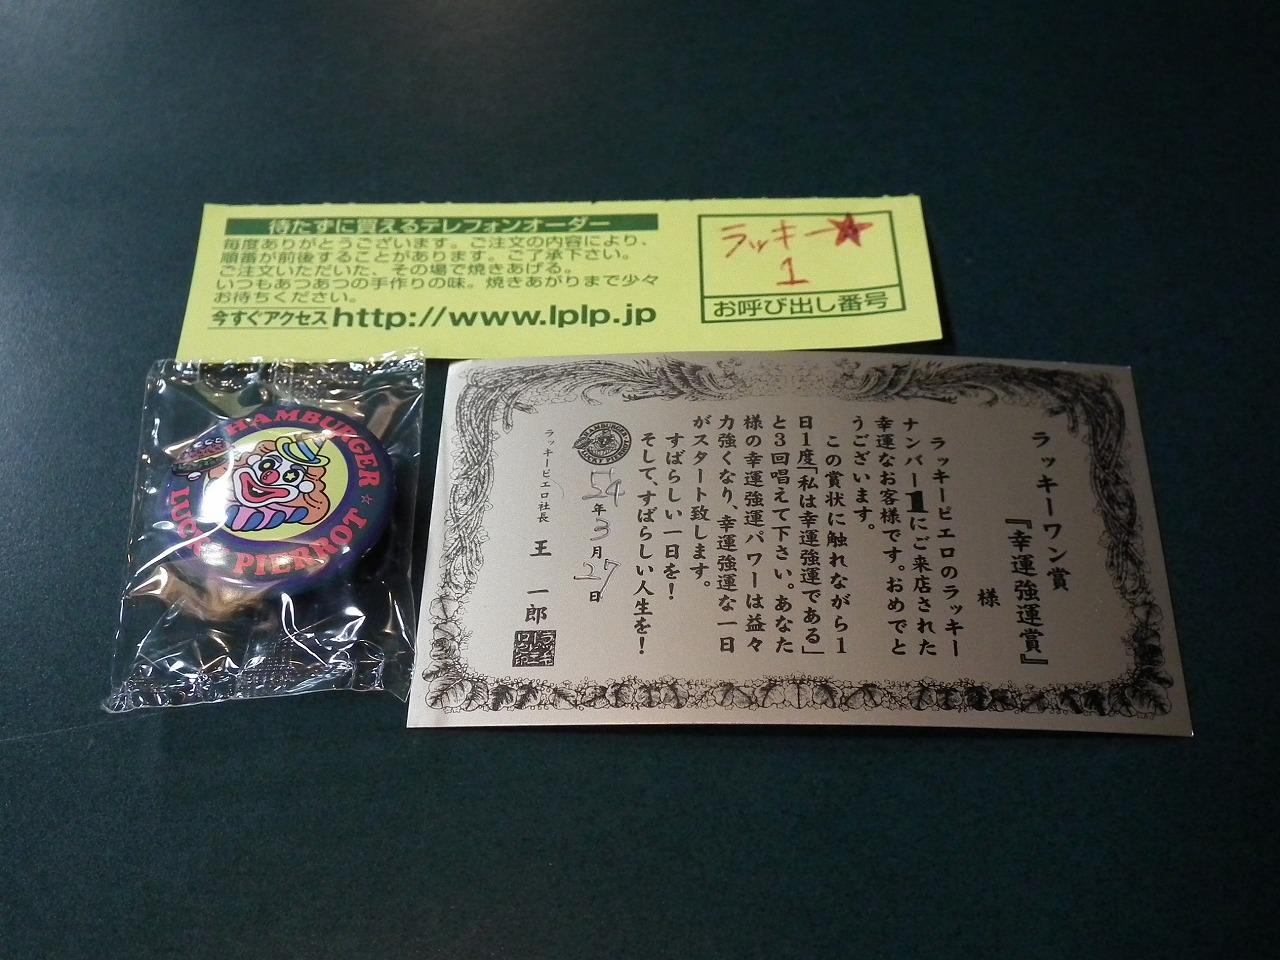 待たずに買えるテレフォンオーダー
毎度ありがとうございます。ご注文の内容により、
順番が前後することがあります。ご了承下さい。
ご注文いただいた、その場で焼きあげる。
いつもあつあつの手作りの味。焼きあがりまで少々
お待ちください。
今すぐアクセスhttp://www.lplp.jp
ラッキー★
1
お呼び出し番号
HAMBURGER
LUCKY PIERROT
ラッキーワン賞
『幸運強運賞』
様
ラッキーピエロのラッキー
ナンバー1にご来店された
幸運なお客様です。おめでと
うございます。
この賞状に触れながら1
日1度「私は幸運強運である」
と3回唱えて下さい。あなた
様の幸運強運パワーは益々
力強くなり、幸運強運な一日
がスタート致します。
すばらしい一日を!
そして、すばらしい人生を!
HAMBURGER
LUCKY PIERROT
年3月27日
ラッキーピエロ社長 王 一郎